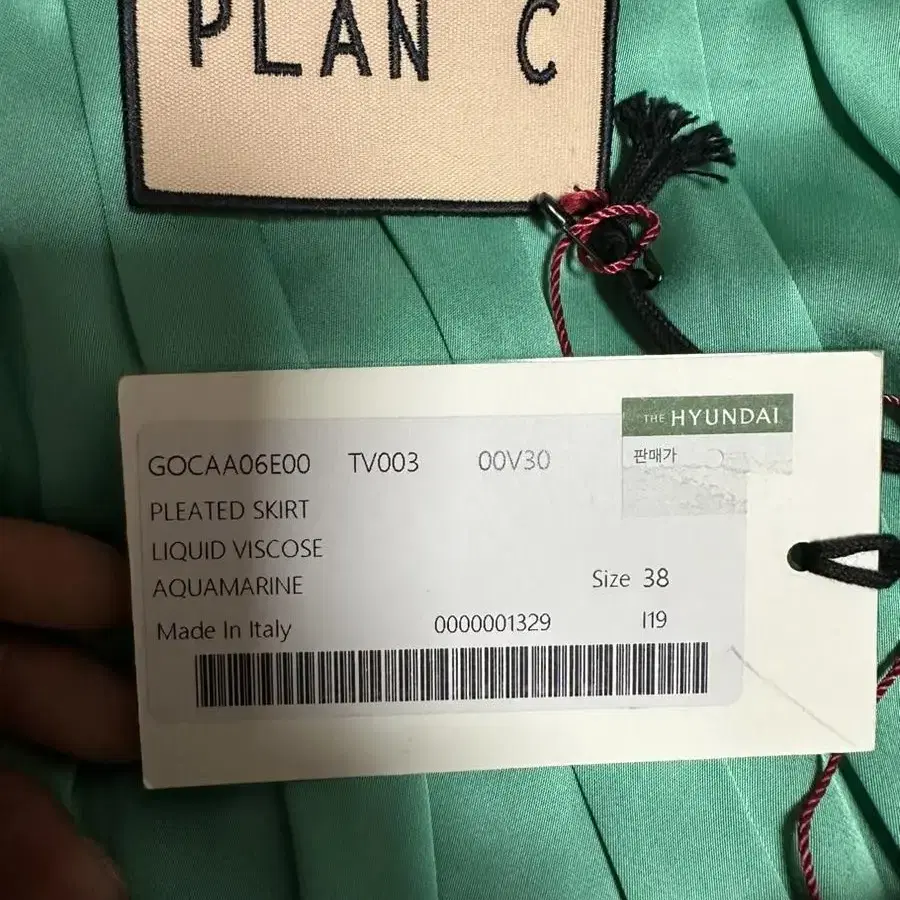 PLAN C
THE HYUNDAI
판매가
GOCAA06E00 TV003 00V30
PLEATED SKIRT
LIQUID VISCOSE
AQUAMARINE Size 38
Made In Italy 0000001329 I19